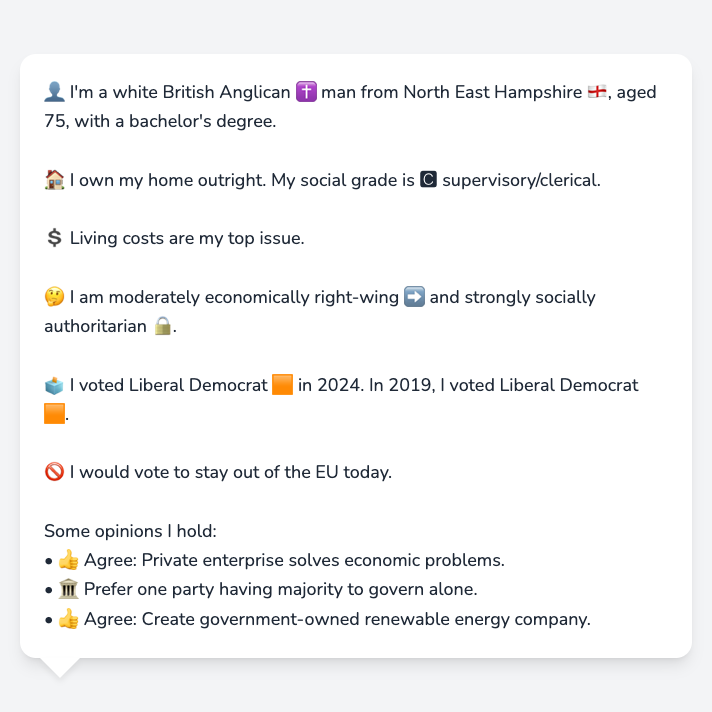 👤 I'm a white British Anglican ✝️ man from North East Hampshire 🏴󠁧󠁢󠁥󠁮󠁧󠁿, aged
75, with a bachelor's degree.
🏠 I own my home outright. My social grade is 🅲 supervisory/clerical.
💲 Living costs are my top issue.
🤔 I am moderately economically right-wing ➡️ and strongly socially
authoritarian 🔒.
🗳️ I voted Liberal Democrat 🟧 in 2024. In 2019, I voted Liberal Democrat
🟧.
🚫 I would vote to stay out of the EU today.
Some opinions I hold:
• 👍 Agree: Private enterprise solves economic problems.
• 🏛️ Prefer one party having majority to govern alone.
• 👍 Agree: Create government-owned renewable energy company.